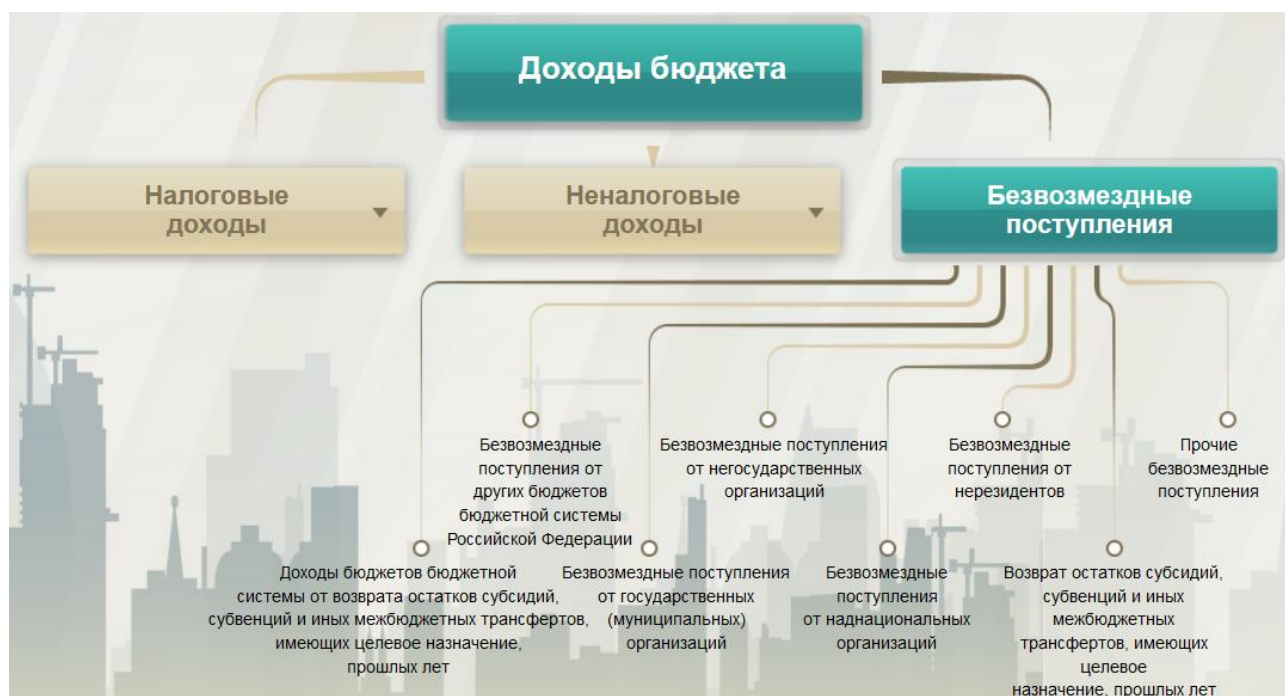 Доходы бюджета
Налоговые
доходы
Неналоговые
доходы
Безвозмездные
поступления
Безвозмездные
поступления от
других бюджетов
бюджетной системы
Российской Федерации
Безвозмездные поступления
от негосударственных
организаций
Безвозмездные
поступления от
нерезидентов
Прочие
безвозмездные
поступления
Доходы бюджетов бюджетной
системы от возврата остатков субсидий,
субвенций и иных межбюджетных трансфертов,
имеющих целевое назначение,
прошлых лет
Безвозмездные поступления
от государственных
(муниципальных)
организаций
Безвозмездные
поступления
от наднациональных
организаций
Возврат остатков субсидий,
субвенций и иных
межбюджетных
трансфертов, имеющих
целевое
назначение, прошлых лет